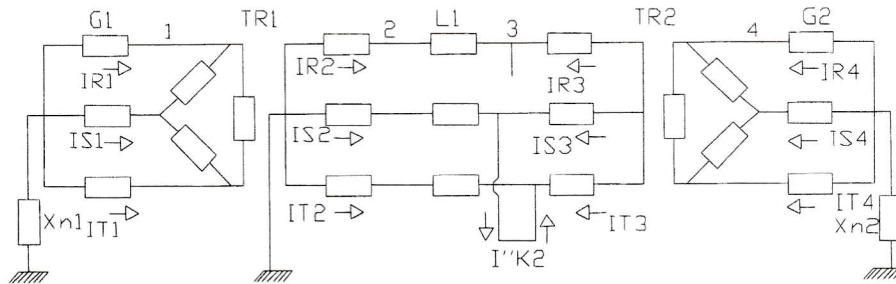 G1 1 TR1 2 L1 3 TR2 4 G2
IR1 IR2 IR3 IR4
IS1 IS2 IS3 IS4
Xn1 IT1 IT2 IT3 IT4
Xn2
I''K2